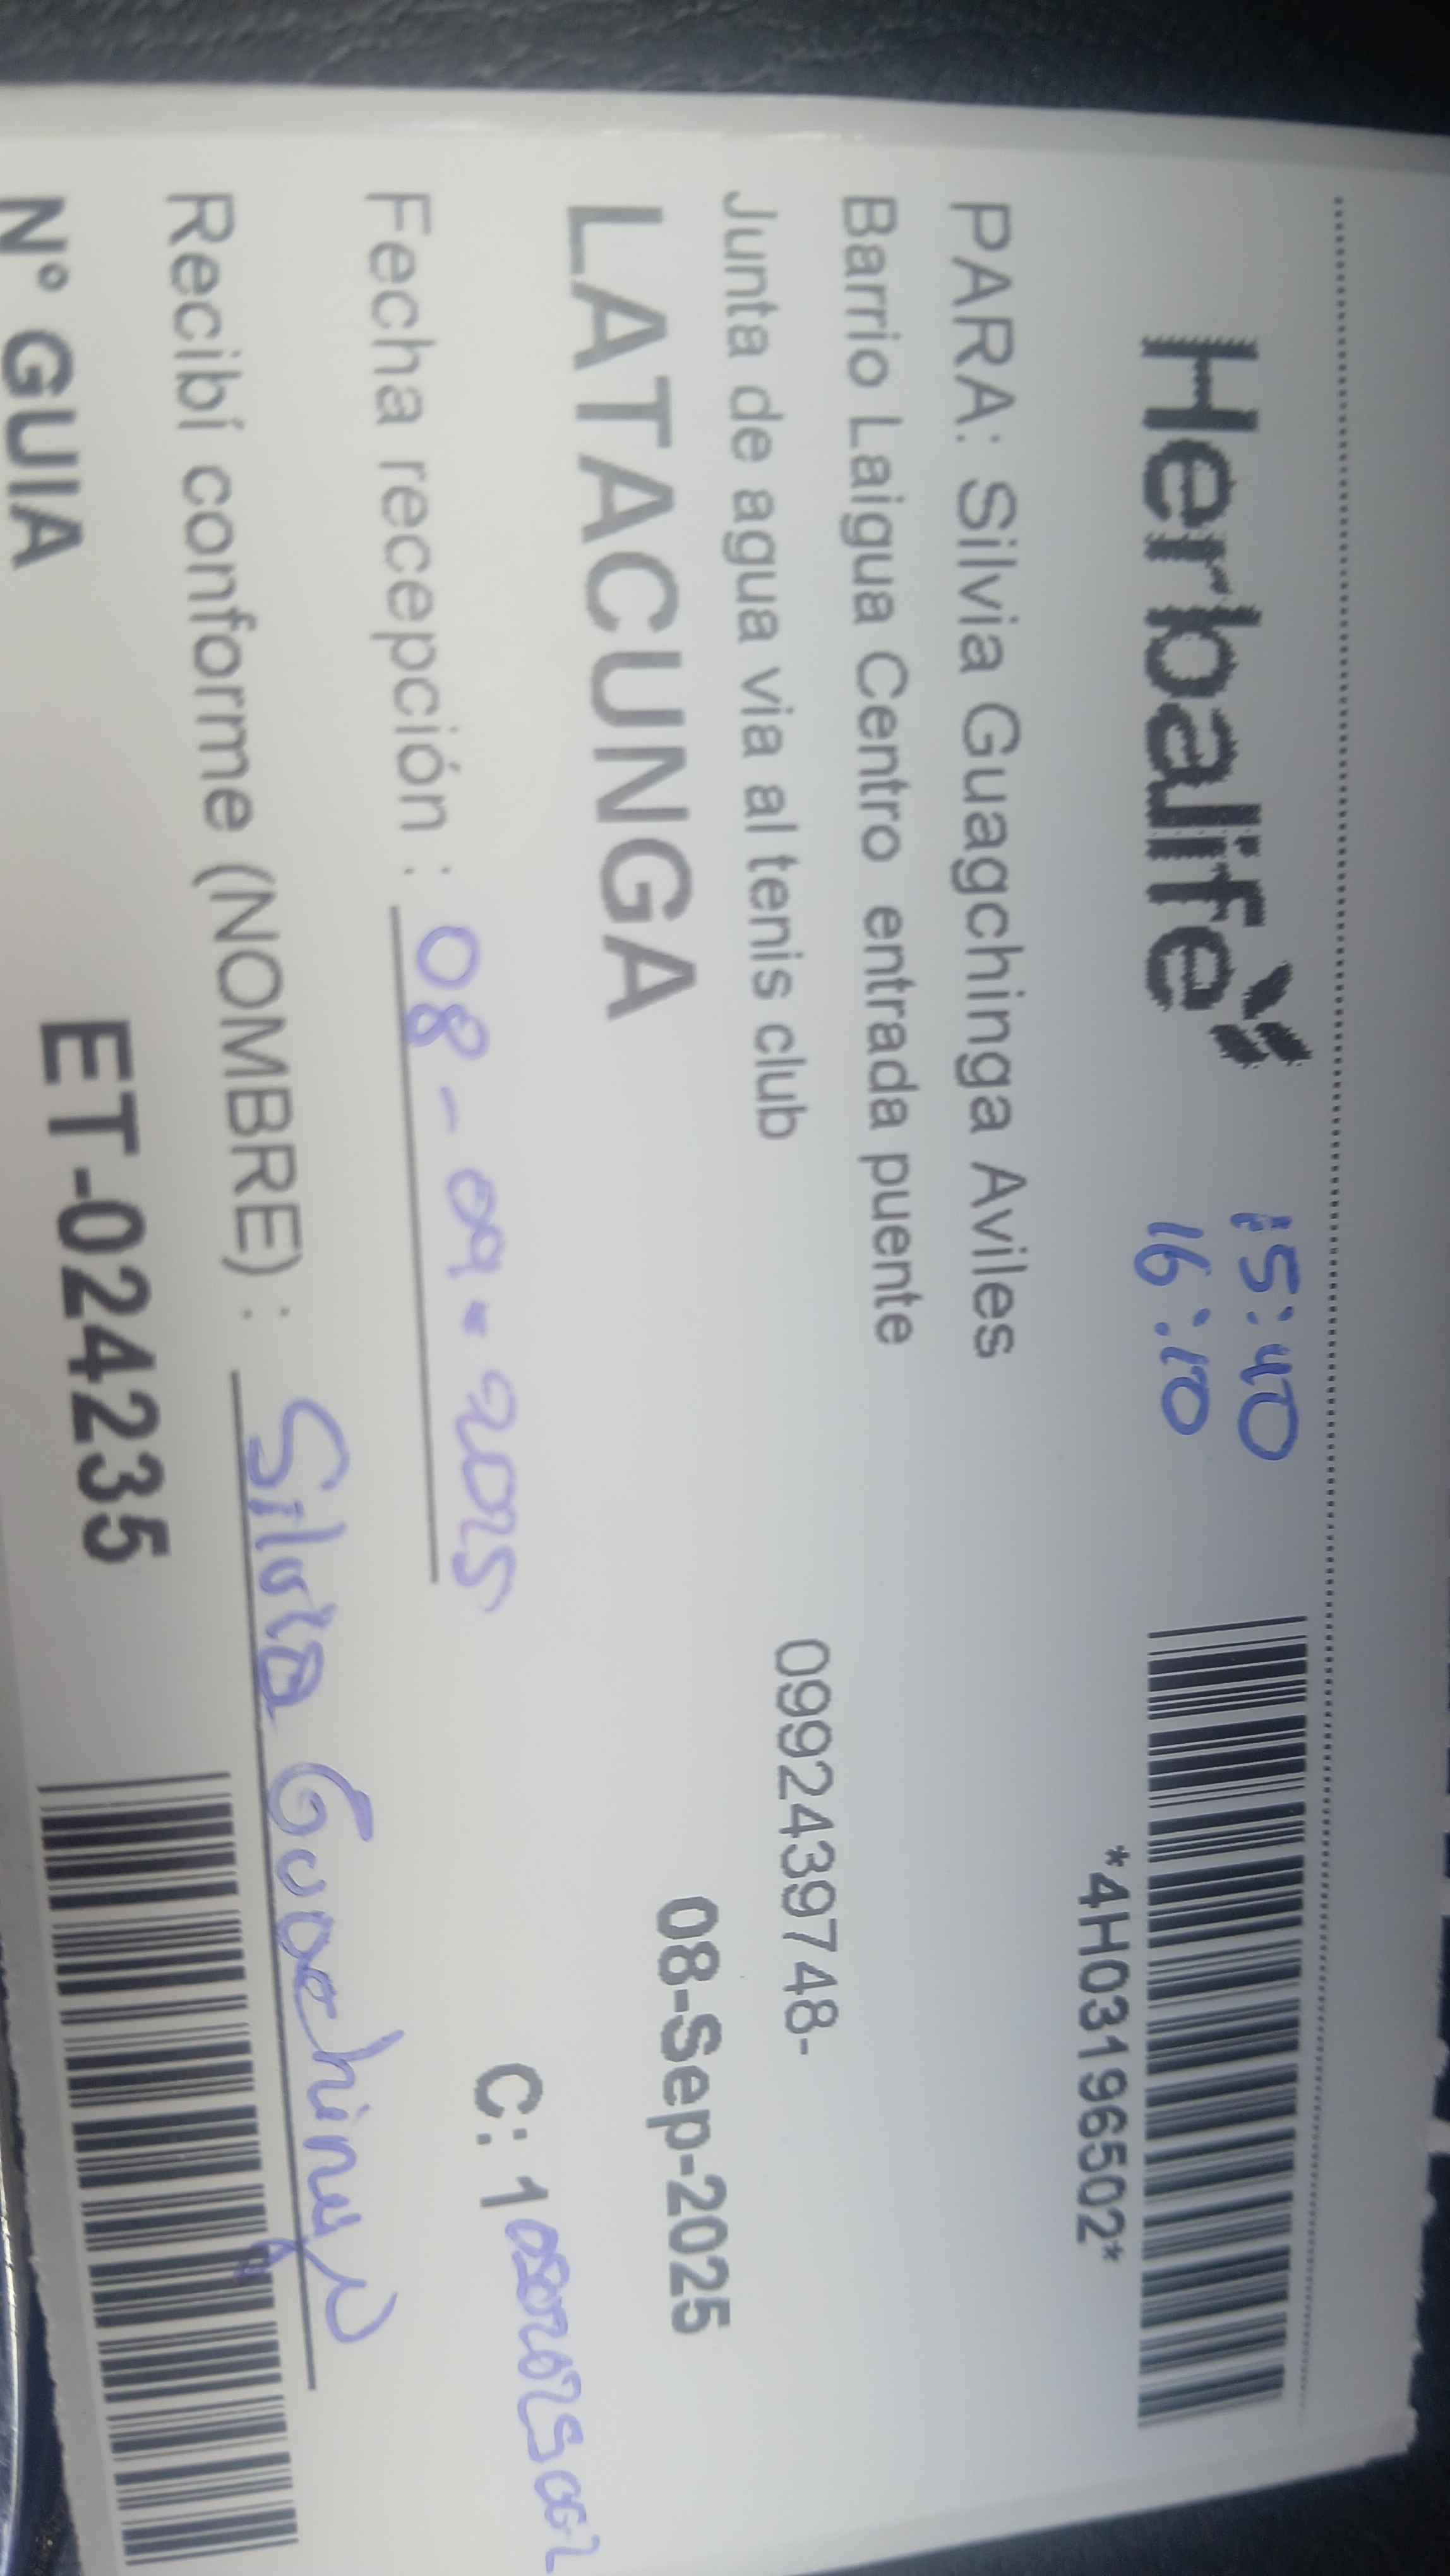 Herbalife
15:40
16:10
*4H03196502*
PARA: Silvia Guagchinga Aviles
Barrio Laigua Centro entrada puente
Junta de agua via al tenis club
0992439748-
LATACUNGA
08-Sep-2025
Fecha recepción : 08-09-2025
C: 1
Recibí conforme (NOMBRE) : Silvia
N° GUIA ET-024235